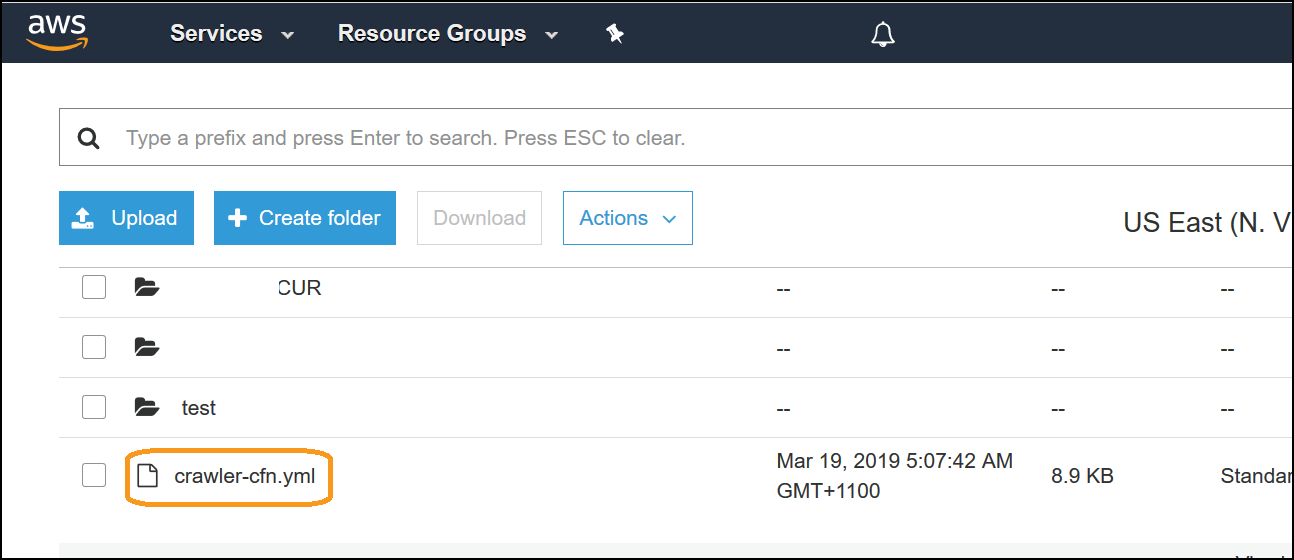 aws Services Resource Groups
Type a prefix and press Enter to search. Press ESC to clear.
Upload Create folder Download Actions
US East (N. V
CUR -- -- --
-- -- --
test -- -- --
crawler-cfn.yml Mar 19, 2019 5:07:42 AM GMT+1100 8.9 KB Standar